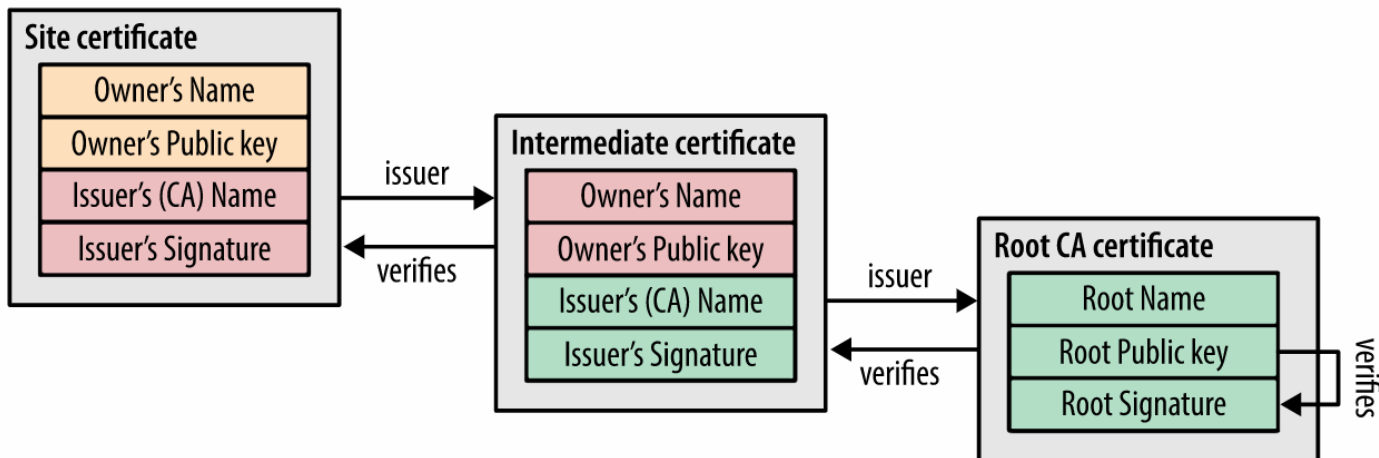 Site certificate
Owner’s Name
Owner’s Public key
Issuer’s (CA) Name
Issuer’s Signature
issuer
verifies
Intermediate certificate
Owner’s Name
Owner’s Public key
Issuer’s (CA) Name
Issuer’s Signature
issuer
verifies
Root CA certificate
Root Name
Root Public key
Root Signature
verifies